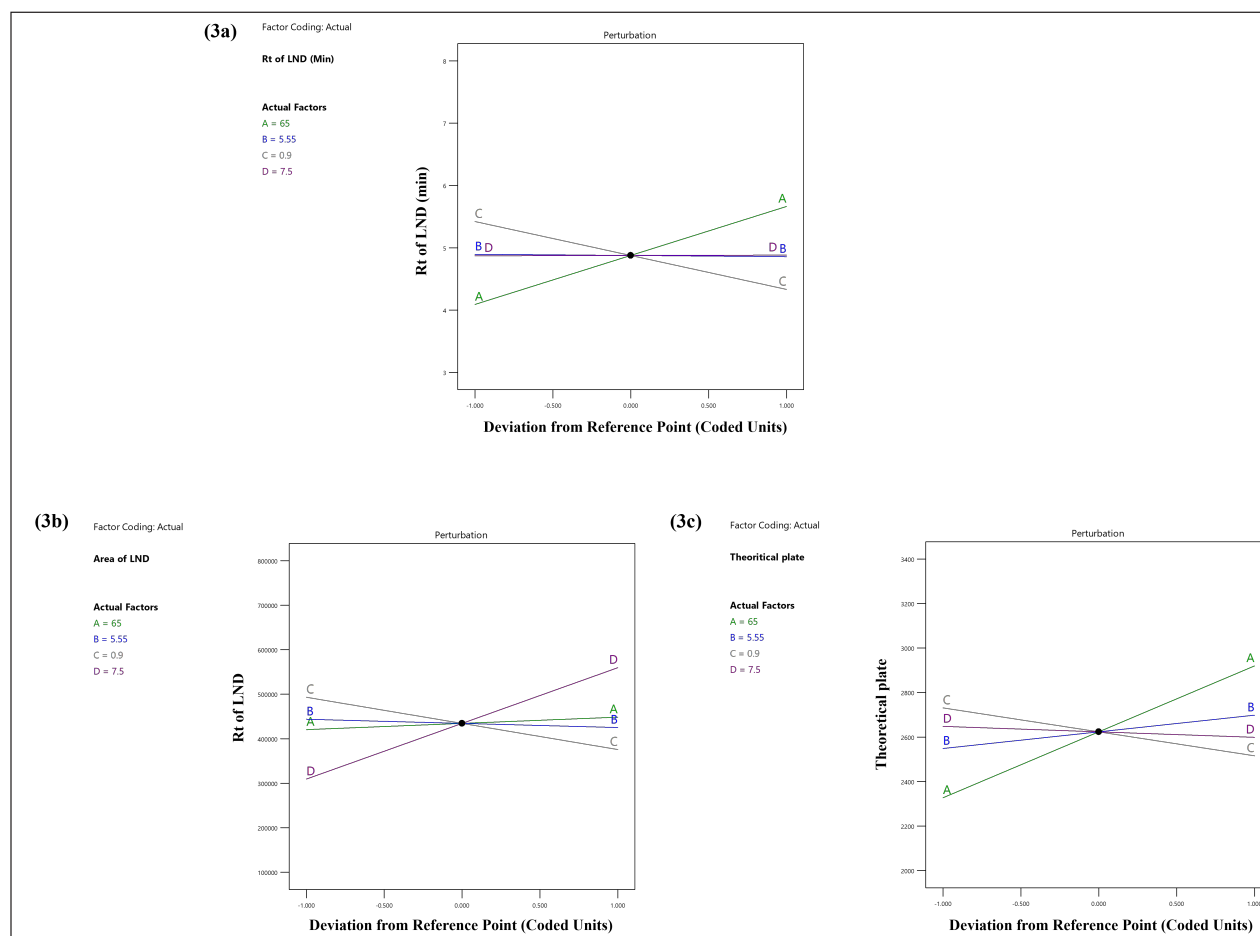 (3a)
Factor Coding: Actual
Rt of LND (Min)
Actual Factors
A = 65
B = 5.55
C = 0.9
D = 7.5
Perturbation
Rt of LND (min)
8
7
6
5
4
3
C
B D
A
A
D B
C
-1.000 -0.500 0.000 0.500 1.000
Deviation from Reference Point (Coded Units)
(3b)
Factor Coding: Actual
Area of LND
Actual Factors
A = 65
B = 5.55
C = 0.9
D = 7.5
Perturbation
Rt of LND
800000
700000
600000
500000
400000
300000
200000
100000
C
B
A
D
D
A
B
C
-1.000 -0.500 0.000 0.500 1.000
Deviation from Reference Point (Coded Units)
(3c)
Factor Coding: Actual
Theoritical plate
Actual Factors
A = 65
B = 5.55
C = 0.9
D = 7.5
Perturbation
Theoretical plate
3400
3200
3000
2800
2600
2400
2200
2000
C
D
B
A
A
B
D
C
-1.000 -0.500 0.000 0.500 1.000
Deviation from Reference Point (Coded Units)